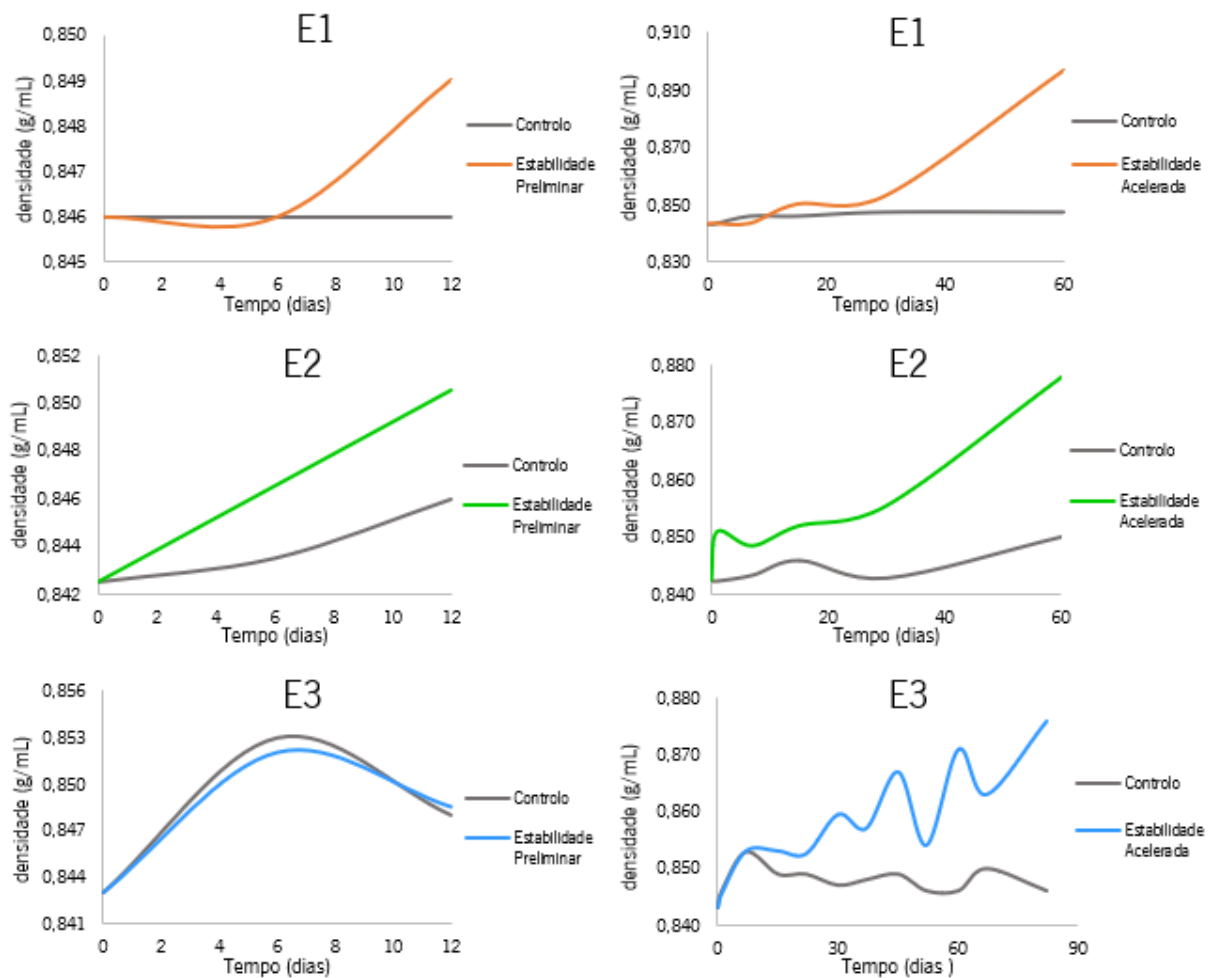 E1
densidade (g/mL)
0,850
0,849
0,848
0,847
0,846
0,845
0 2 4 6 8 10 12
Tempo (dias)
Controlo
Estabilidade
Preliminar
E1
densidade (g/mL)
0,910
0,890
0,870
0,850
0,830
0 20 40 60
Tempo (dias)
Controlo
Estabilidade
Acelerada
E2
densidade (g/mL)
0,852
0,850
0,848
0,846
0,844
0,842
0 2 4 6 8 10 12
Tempo (dias)
Controlo
Estabilidade
Preliminar
E2
densidade (g/mL)
0,880
0,870
0,860
0,850
0,840
0 20 40 60
Tempo (dias)
Controlo
Estabilidade
Acelerada
E3
densidade (g/mL)
0,856
0,853
0,850
0,847
0,844
0,841
0 2 4 6 8 10 12
Tempo (dias)
Controlo
Estabilidade
Preliminar
E3
densidade (g/mL)
0,880
0,870
0,860
0,850
0,840
0 30 60 90
Tempo (dias )
Controlo
Estabilidade
Acelerada